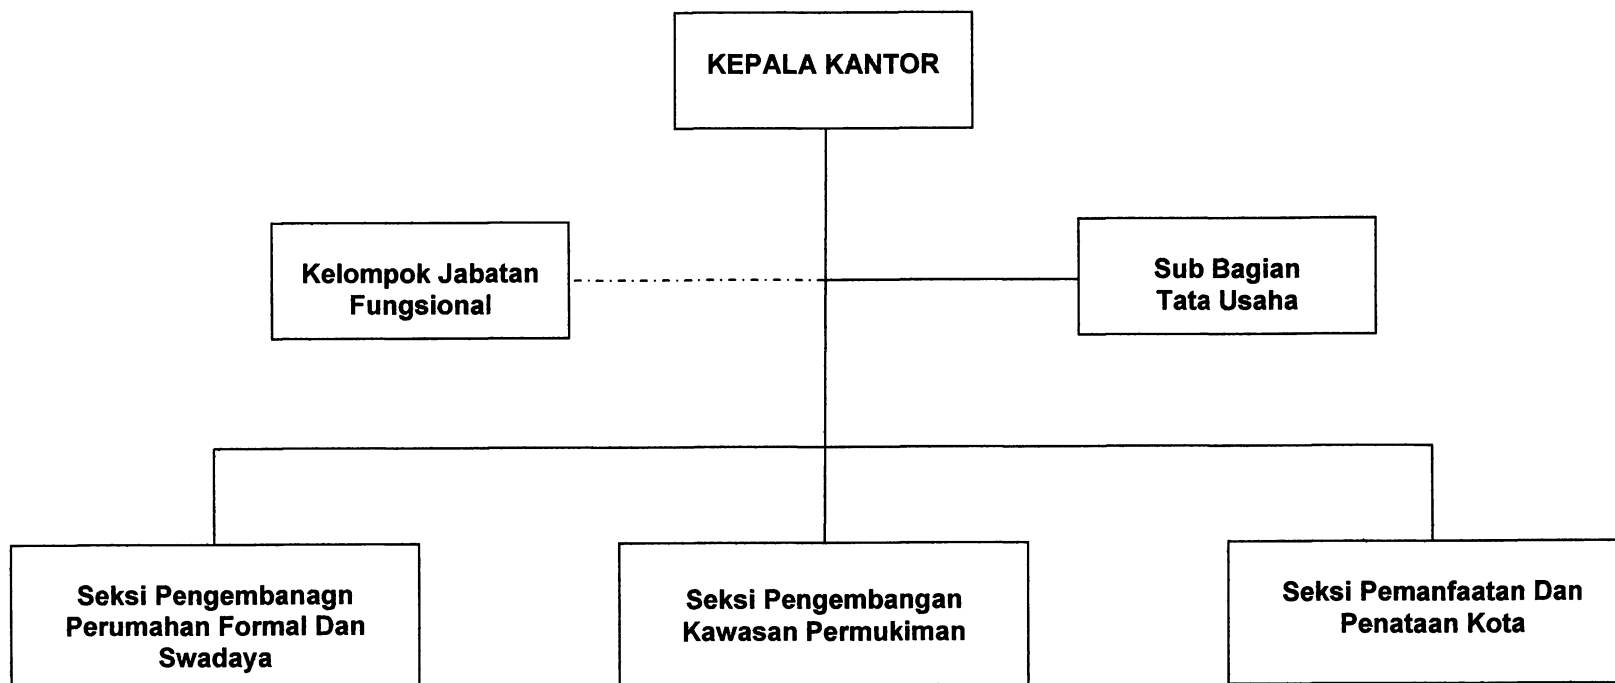 KEPALA KANTOR
Kelompok Jabatan
Fungsional
Sub Bagian
Tata Usaha
Seksi Pengembanagn
Perumahan Formal Dan
Swadaya
Seksi Pengembangan
Kawasan Permukiman
Seksi Pemanfaatan Dan
Penataan Kota